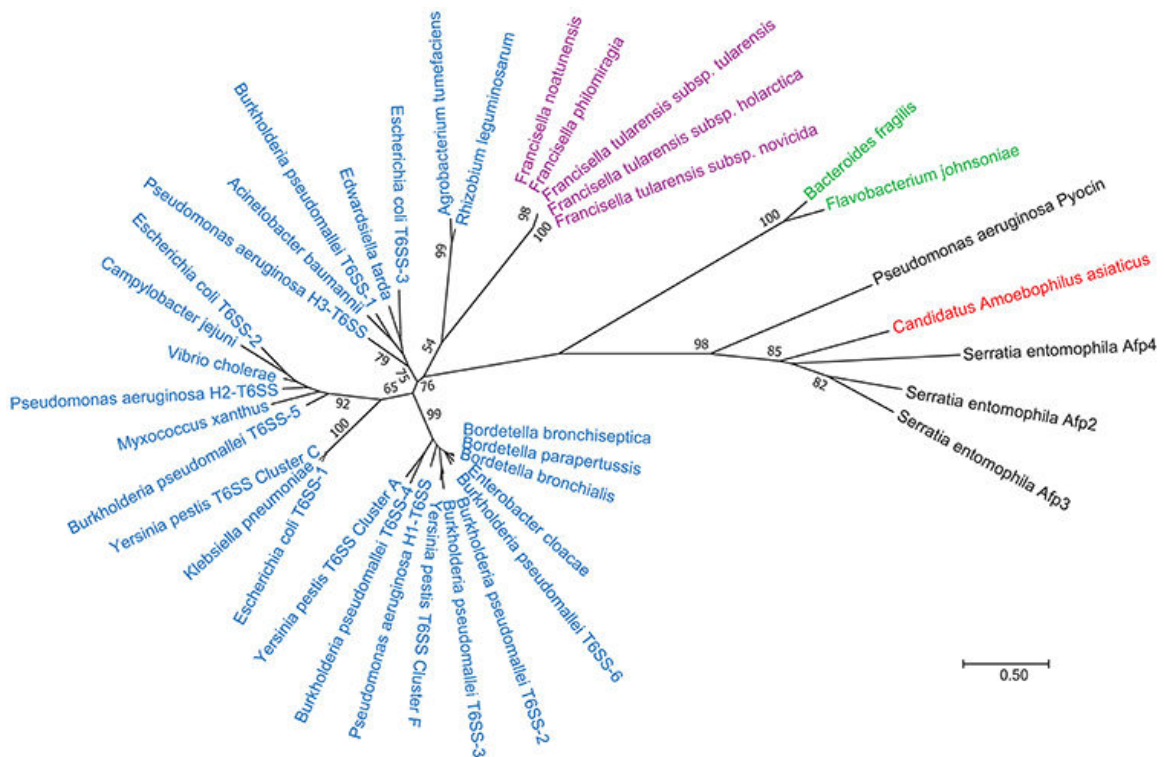 Francisella noatunensis
Francisella philomiragia
Francisella tularensis subsp. tularensis
Francisella tularensis subsp. holarctica
Francisella tularensis subsp. novicida
98
100
Bacteroides fragilis
Flavobacterium johnsoniae
100
Pseudomonas aeruginosa Pyocin
Candidatus Amoebophilus asiaticus
Serratia entomophila Afp4
Serratia entomophila Afp2
Serratia entomophila Afp3
98
85
82
Agrobacterium tumefaciens
Rhizobium leguminosarum
99
54
Escherichia coli T6SS-3
Edwardsiella tarda
Burkholderia pseudomallei T6SS-1
Acinetobacter baumannii
Pseudomonas aeruginosa H3-T6SS
79
75
76
65
Escherichia coli T6SS-2
Campylobacter jejuni
Vibrio cholerae
Pseudomonas aeruginosa H2-T6SS
Myxococcus xanthus
Burkholderia pseudomallei T6SS-5
92
100
Yersinia pestis T6SS Cluster C
Klebsiella pneumoniae
Escherichia coli T6SS-1
99
Yersinia pestis T6SS Cluster A
Burkholderia pseudomallei T6SS-4
Pseudomonas aeruginosa H1-T6SS
Yersinia pestis T6SS Cluster F
Burkholderia pseudomallei T6SS-3
Burkholderia pseudomallei T6SS-2
Burkholderia pseudomallei T6SS-6
Enterobacter cloacae
Bordetella bronchialis
Bordetella parapertussis
Bordetella bronchiseptica
0.50